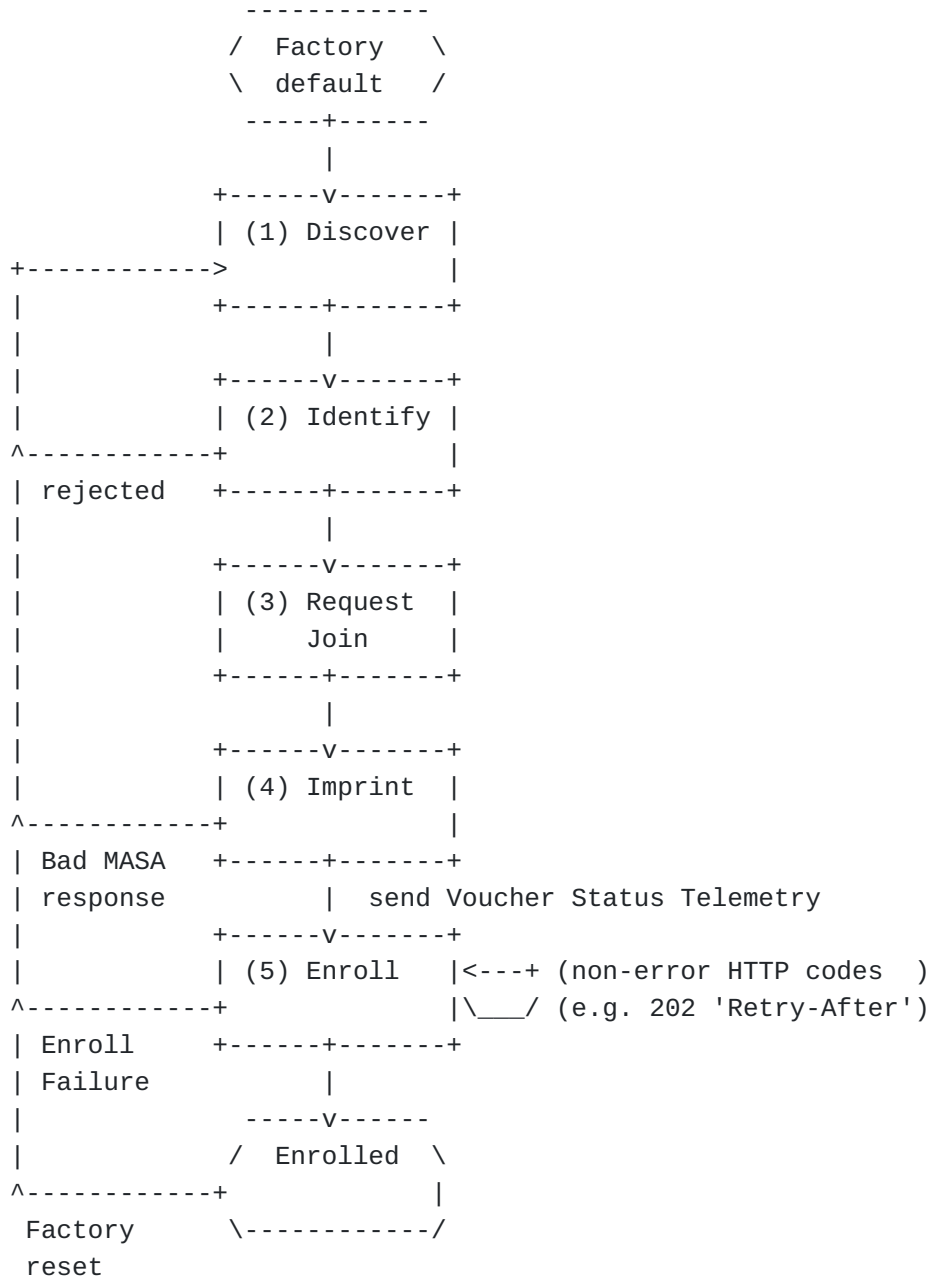 ------------
              /  Factory   \
              \  default   /
               -----+------
                    |
             +------v-------+
             | (1) Discover |
+------------>              |
|            +------+-------+
|                   |
|            +------v-------+
|            | (2) Identify |
^------------+              |
| rejected   +------+-------+
|                   |
|            +------v-------+
|            | (3) Request  |
|            |     Join     |
|            +------+-------+
|                   |
|            +------v-------+
|            | (4) Imprint  |
^------------+              |
| Bad MASA   +------+-------+
| response          |  send Voucher Status Telemetry
|            +------v-------+
|            | (5) Enroll   |<---+ (non-error HTTP codes  )
^------------+              |\___/ (e.g. 202 'Retry-After')
| Enroll     +------+-------+
| Failure           |
|              -----v------
|             /  Enrolled  \
^------------+             |
 Factory      \------------/
 reset